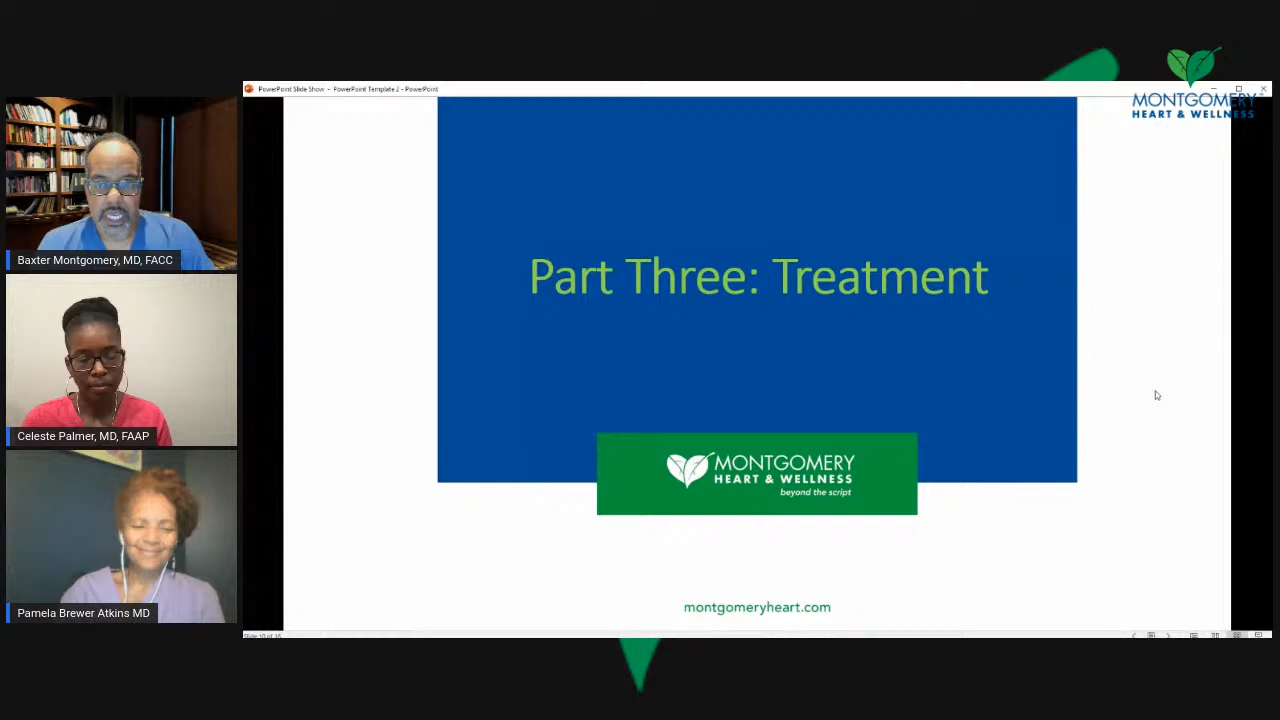 PowerPoint Slide Show - PowerPoint Template 2 - PowerPoint
MONTGOMERY
HEART & WELLNESS
Baxter Montgomery, MD, FACC
Celeste Palmer, MD, FAAP
Pamela Brewer Atkins MD
Part Three: Treatment
MONTGOMERY
HEART & WELLNESS
beyond the script
montgomeryheart.com